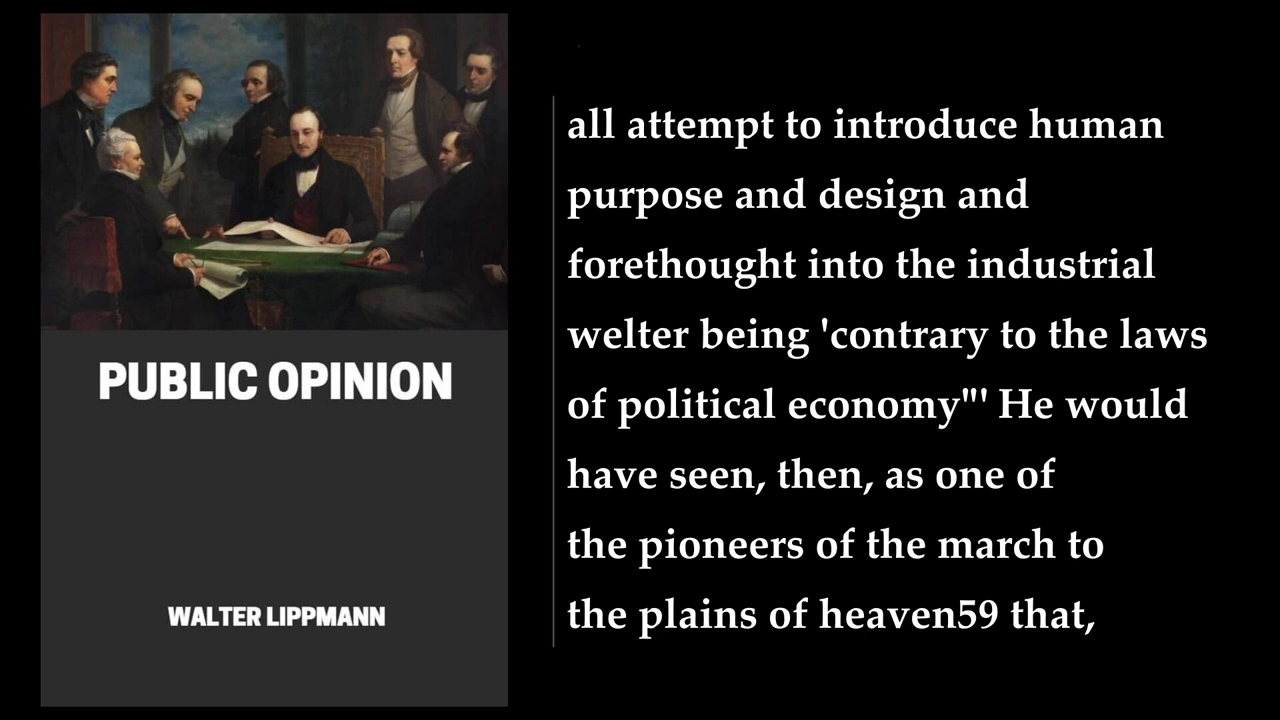 PUBLIC OPINION
WALTER LIPPMANN
all attempt to introduce human
purpose and design and
forethought into the industrial
welter being 'contrary to the laws
of political economy"' He would
have seen, then, as one of
the pioneers of the march to
the plains of heaven59 that,